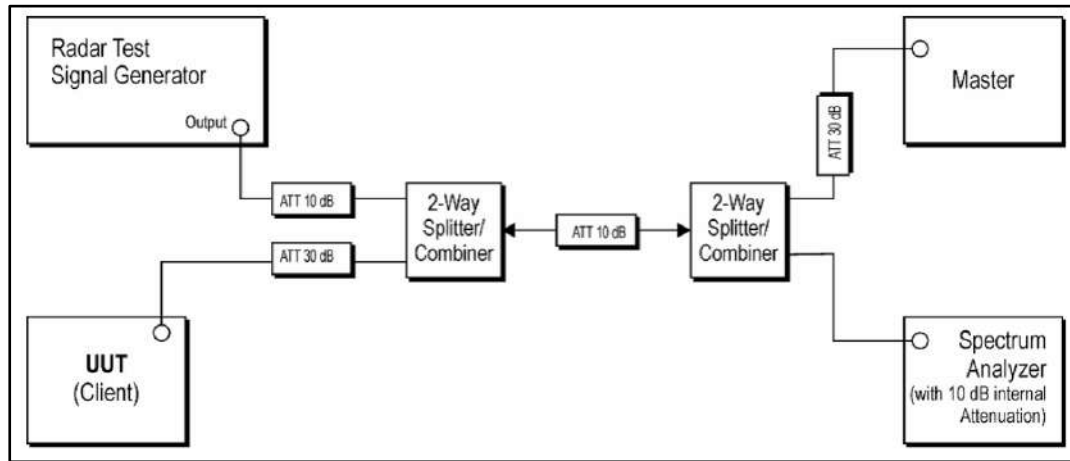 Radar Test
Signal Generator
Output
ATT 10 dB
2-Way
Splitter/
Combiner
ATT 30 dB
UUT
(Client)
ATT 10 dB
2-Way
Splitter/
Combiner
ATT 30 dB
Master
Spectrum
Analyzer
(with 10 dB internal
Attenuation)